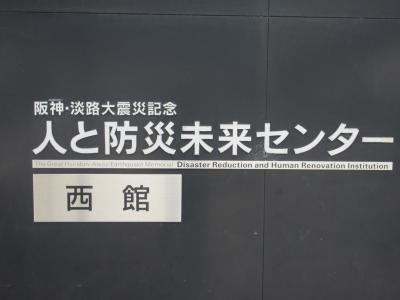 阪神・淡路大震災記念
人と防災未来センター
The Great Hanshin-Awaji Earthquake Memorial Disaster Reduction and Human Renovation Institution
西館